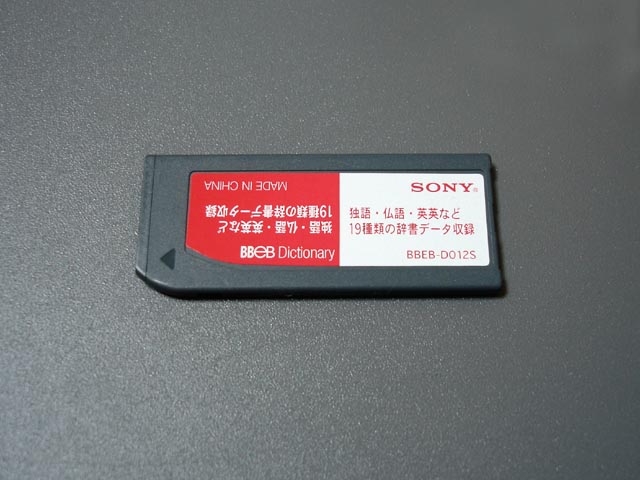 MADE IN CHINA
独語・仏語・英英など
19種類の辞書データ収録
BBeB Dictionary
SONY®
独語・仏語・英英など
19種類の辞書データ収録
BBEB-D012S